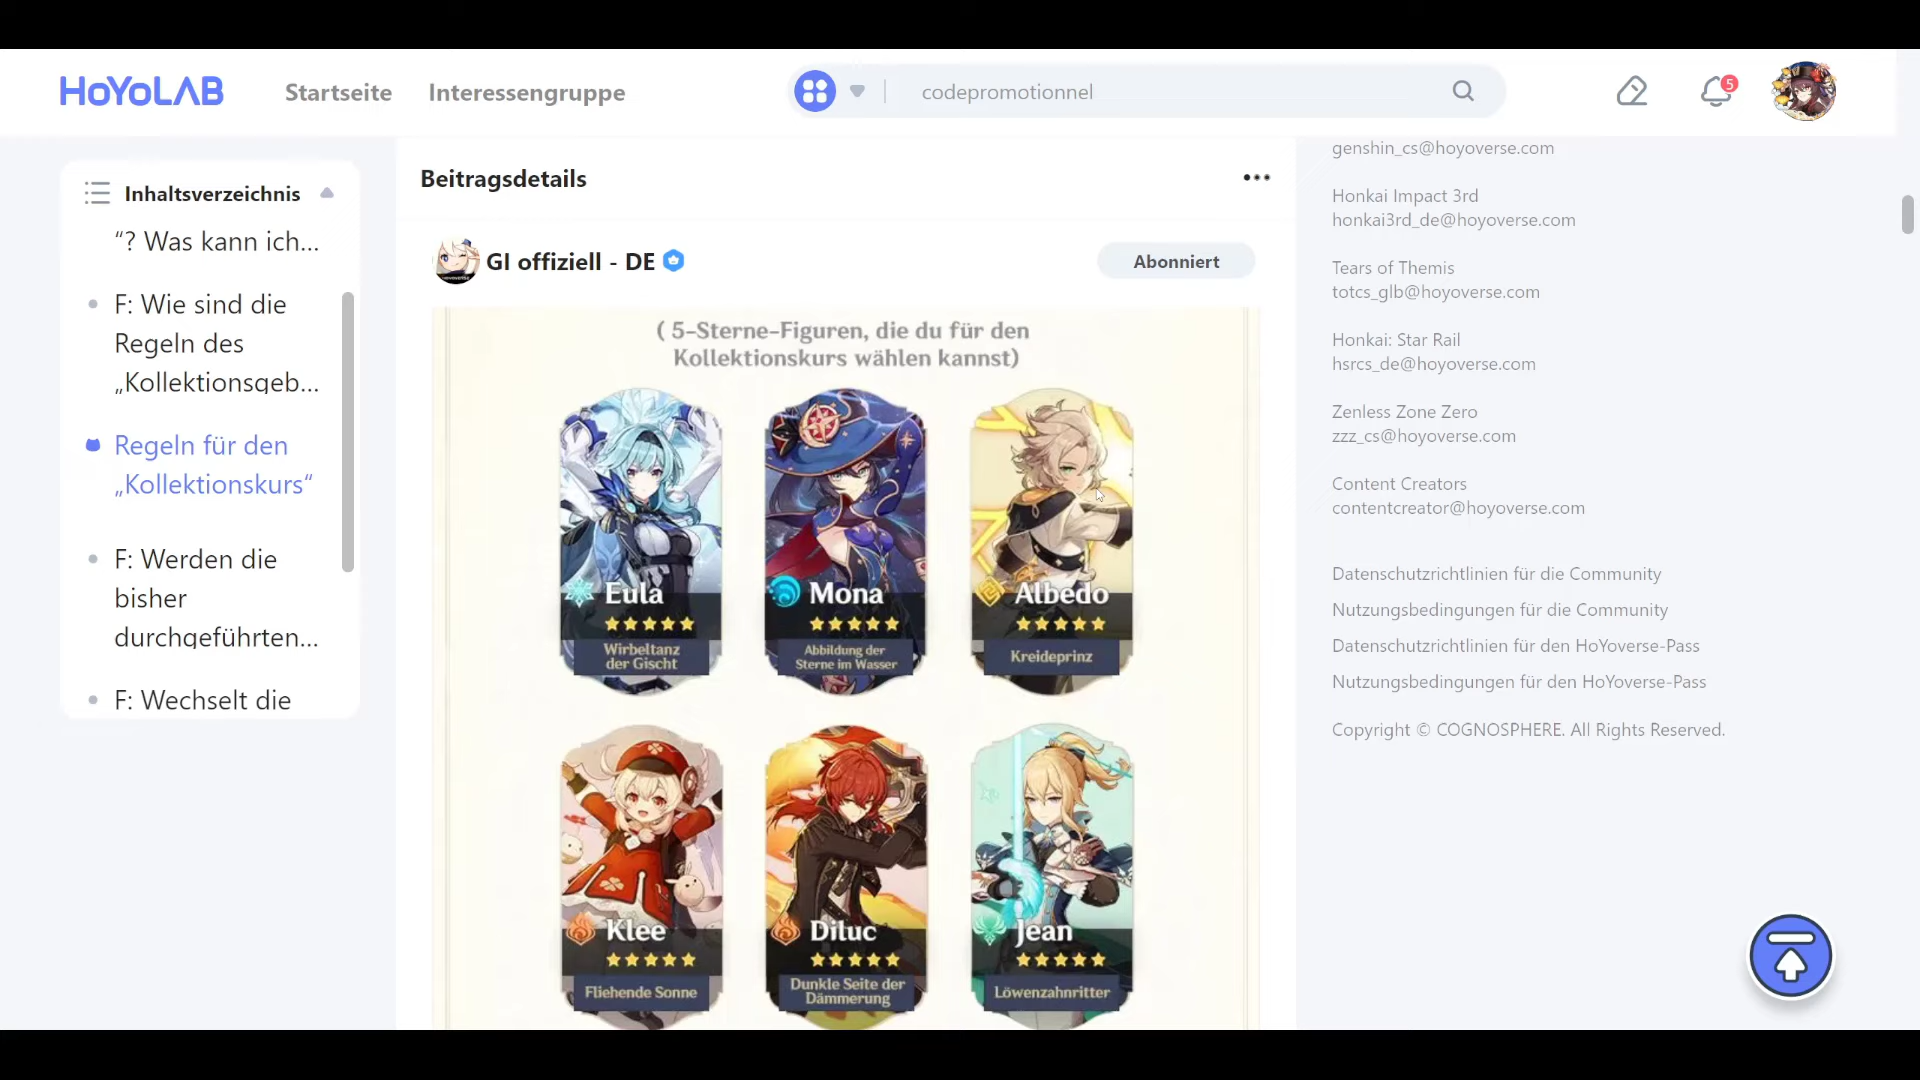 HoYoLAB
Startseite
Interessengruppe
codepromotionnel
5
Inhaltsverzeichnis
“? Was kann ich...
F: Wie sind die
Regeln des
„Kollektionsgeb...
Regeln für den
„Kollektionskurs“
F: Werden die
bisher
durchgeführten...
F: Wechselt die
Beitragsdetails
GI offiziell - DE
Abonniert
( 5-Sterne-Figuren, die du für den
Kollektionskurs wählen kannst)
Eula
Wirbeltanz
der Gischt
Mona
Abbildung der
Sterne im Wasser
Albedo
Kreideprinz
Klee
Fliehende Sonne
Diluc
Dunkle Seite der
Dämmerung
Jean
Löwenzahnritter
genshin_cs@hoyoverse.com
Honkai Impact 3rd
honkai3rd_de@hoyoverse.com
Tears of Themis
totcs_glb@hoyoverse.com
Honkai: Star Rail
hsrcs_de@hoyoverse.com
Zenless Zone Zero
zzz_cs@hoyoverse.com
Content Creators
contentcreator@hoyoverse.com
Datenschutzrichtlinien für die Community
Nutzungsbedingungen für die Community
Datenschutzrichtlinien für den HoYoverse-Pass
Nutzungsbedingungen für den HoYoverse-Pass
Copyright © COGNOSPHERE. All Rights Reserved.